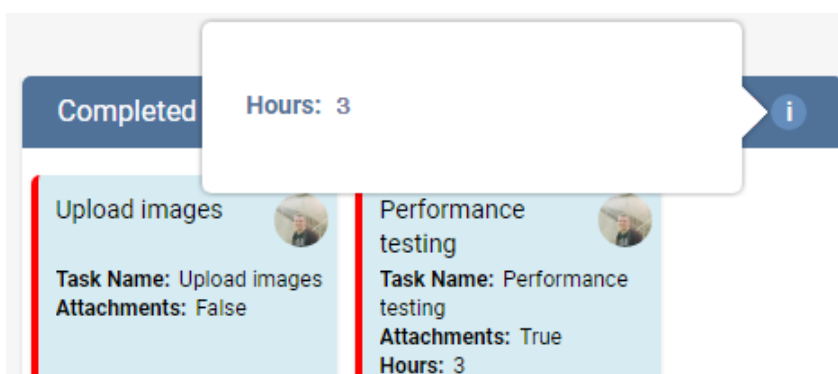 Completed
Hours: 3
i
Upload images
Task Name: Upload images
Attachments: False
Performance
testing
Task Name: Performance
testing
Attachments: True
Hours: 3